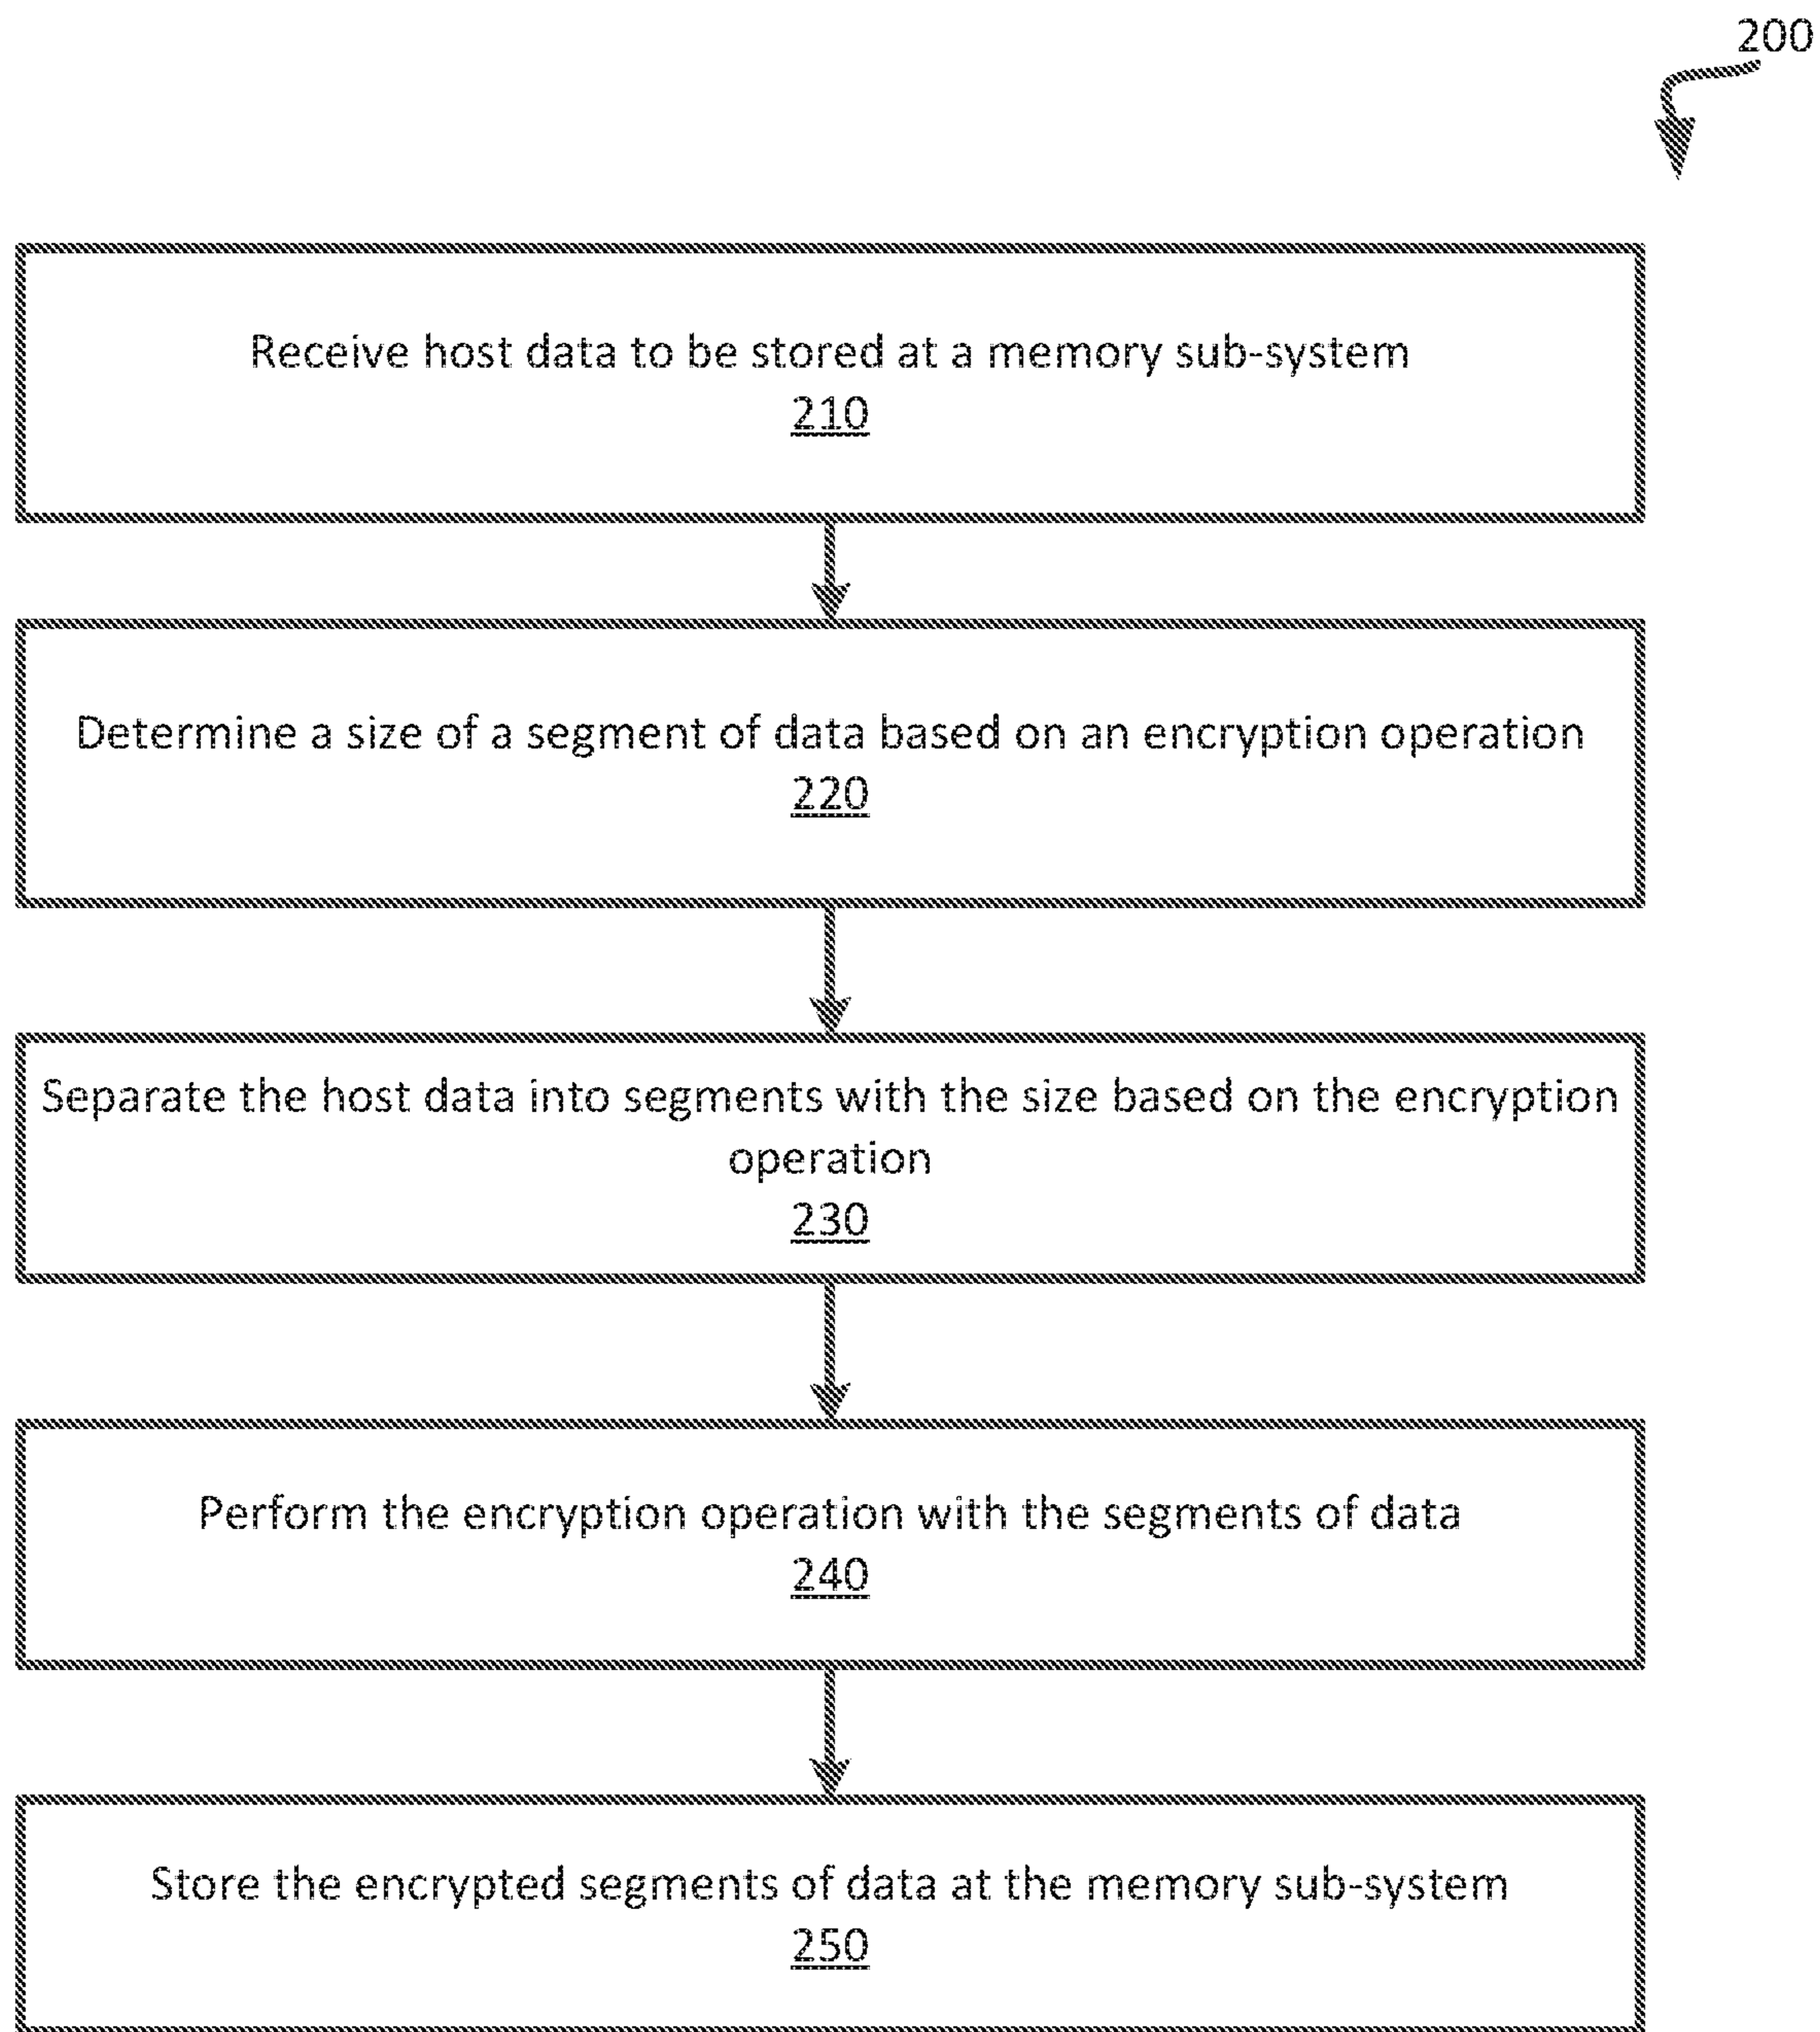 200
Receive host data to be stored at a memory sub-system
210
Determine a size of a segment of data based on an encryption operation
220
Separate the host data into segments with the size based on the encryption
operation
230
Perform the encryption operation with the segments of data
240
Store the encrypted segments of data at the memory sub-system
250